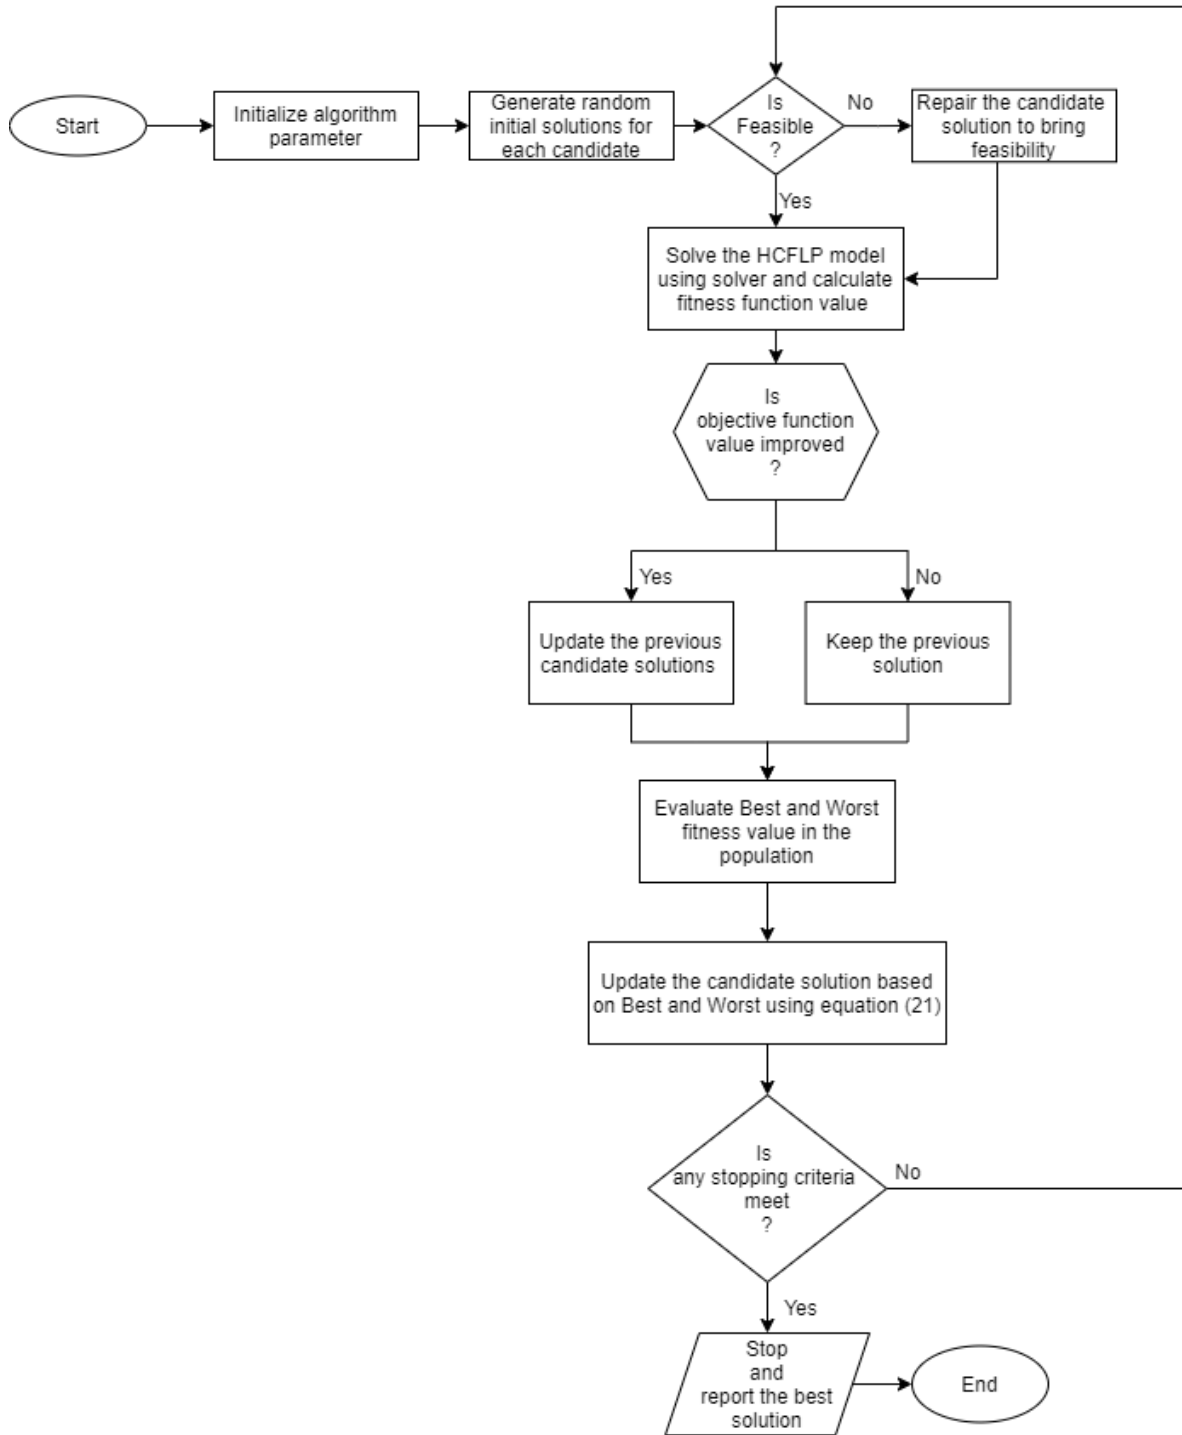 Start
Initialize algorithm
parameter
Generate random
initial solutions for
each candidate
Is
Feasible
?
No
Repair the candidate
solution to bring
feasibility
Yes
Solve the HCFLP model
using solver and calculate
fitness function value
Is
objective function
value improved
?
Yes
No
Update the previous
candidate solutions
Keep the previous
solution
Evaluate Best and Worst
fitness value in the
population
Update the candidate solution based
on Best and Worst using equation (21)
Is
any stopping criteria
meet
?
No
Yes
Stop
and
report the best
solution
End